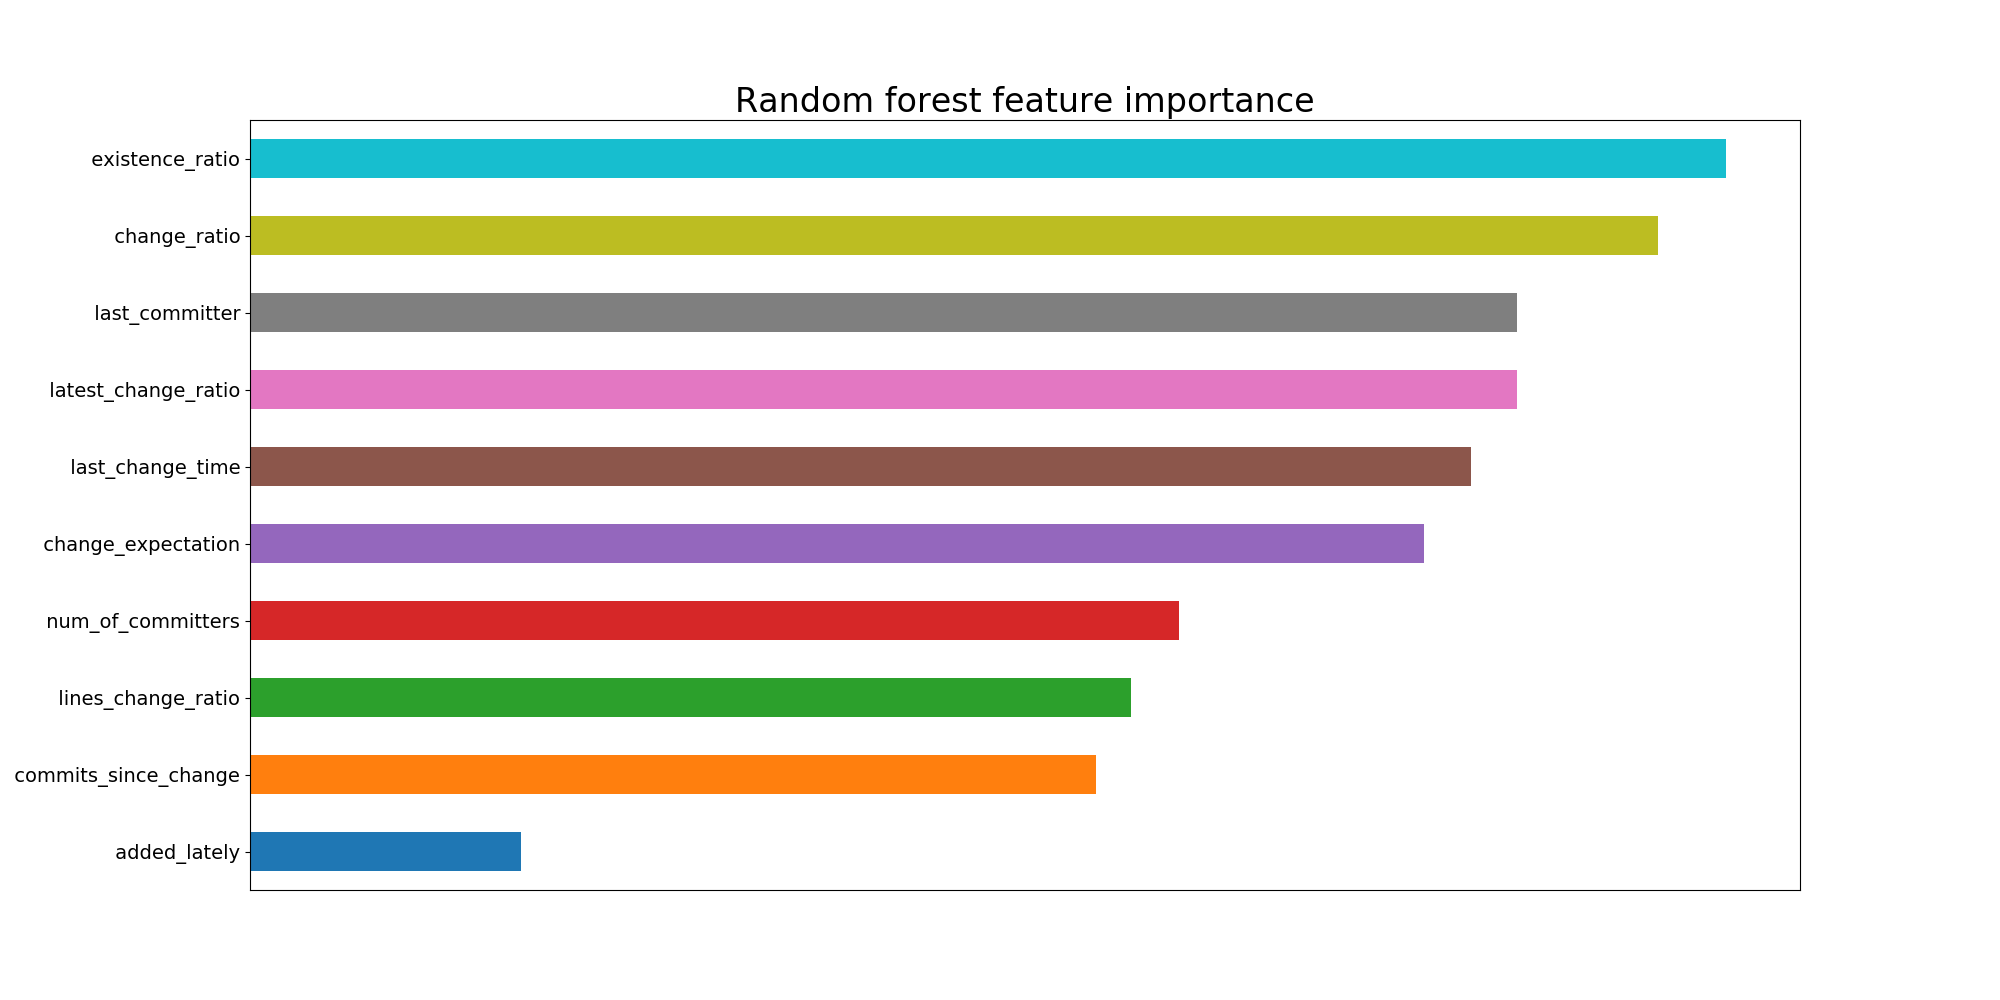 Random forest feature importance
existence_ratio
change_ratio
last_committer
latest_change_ratio
last_change_time
change_expectation
num_of_committers
lines_change_ratio
commits_since_change
added_lately